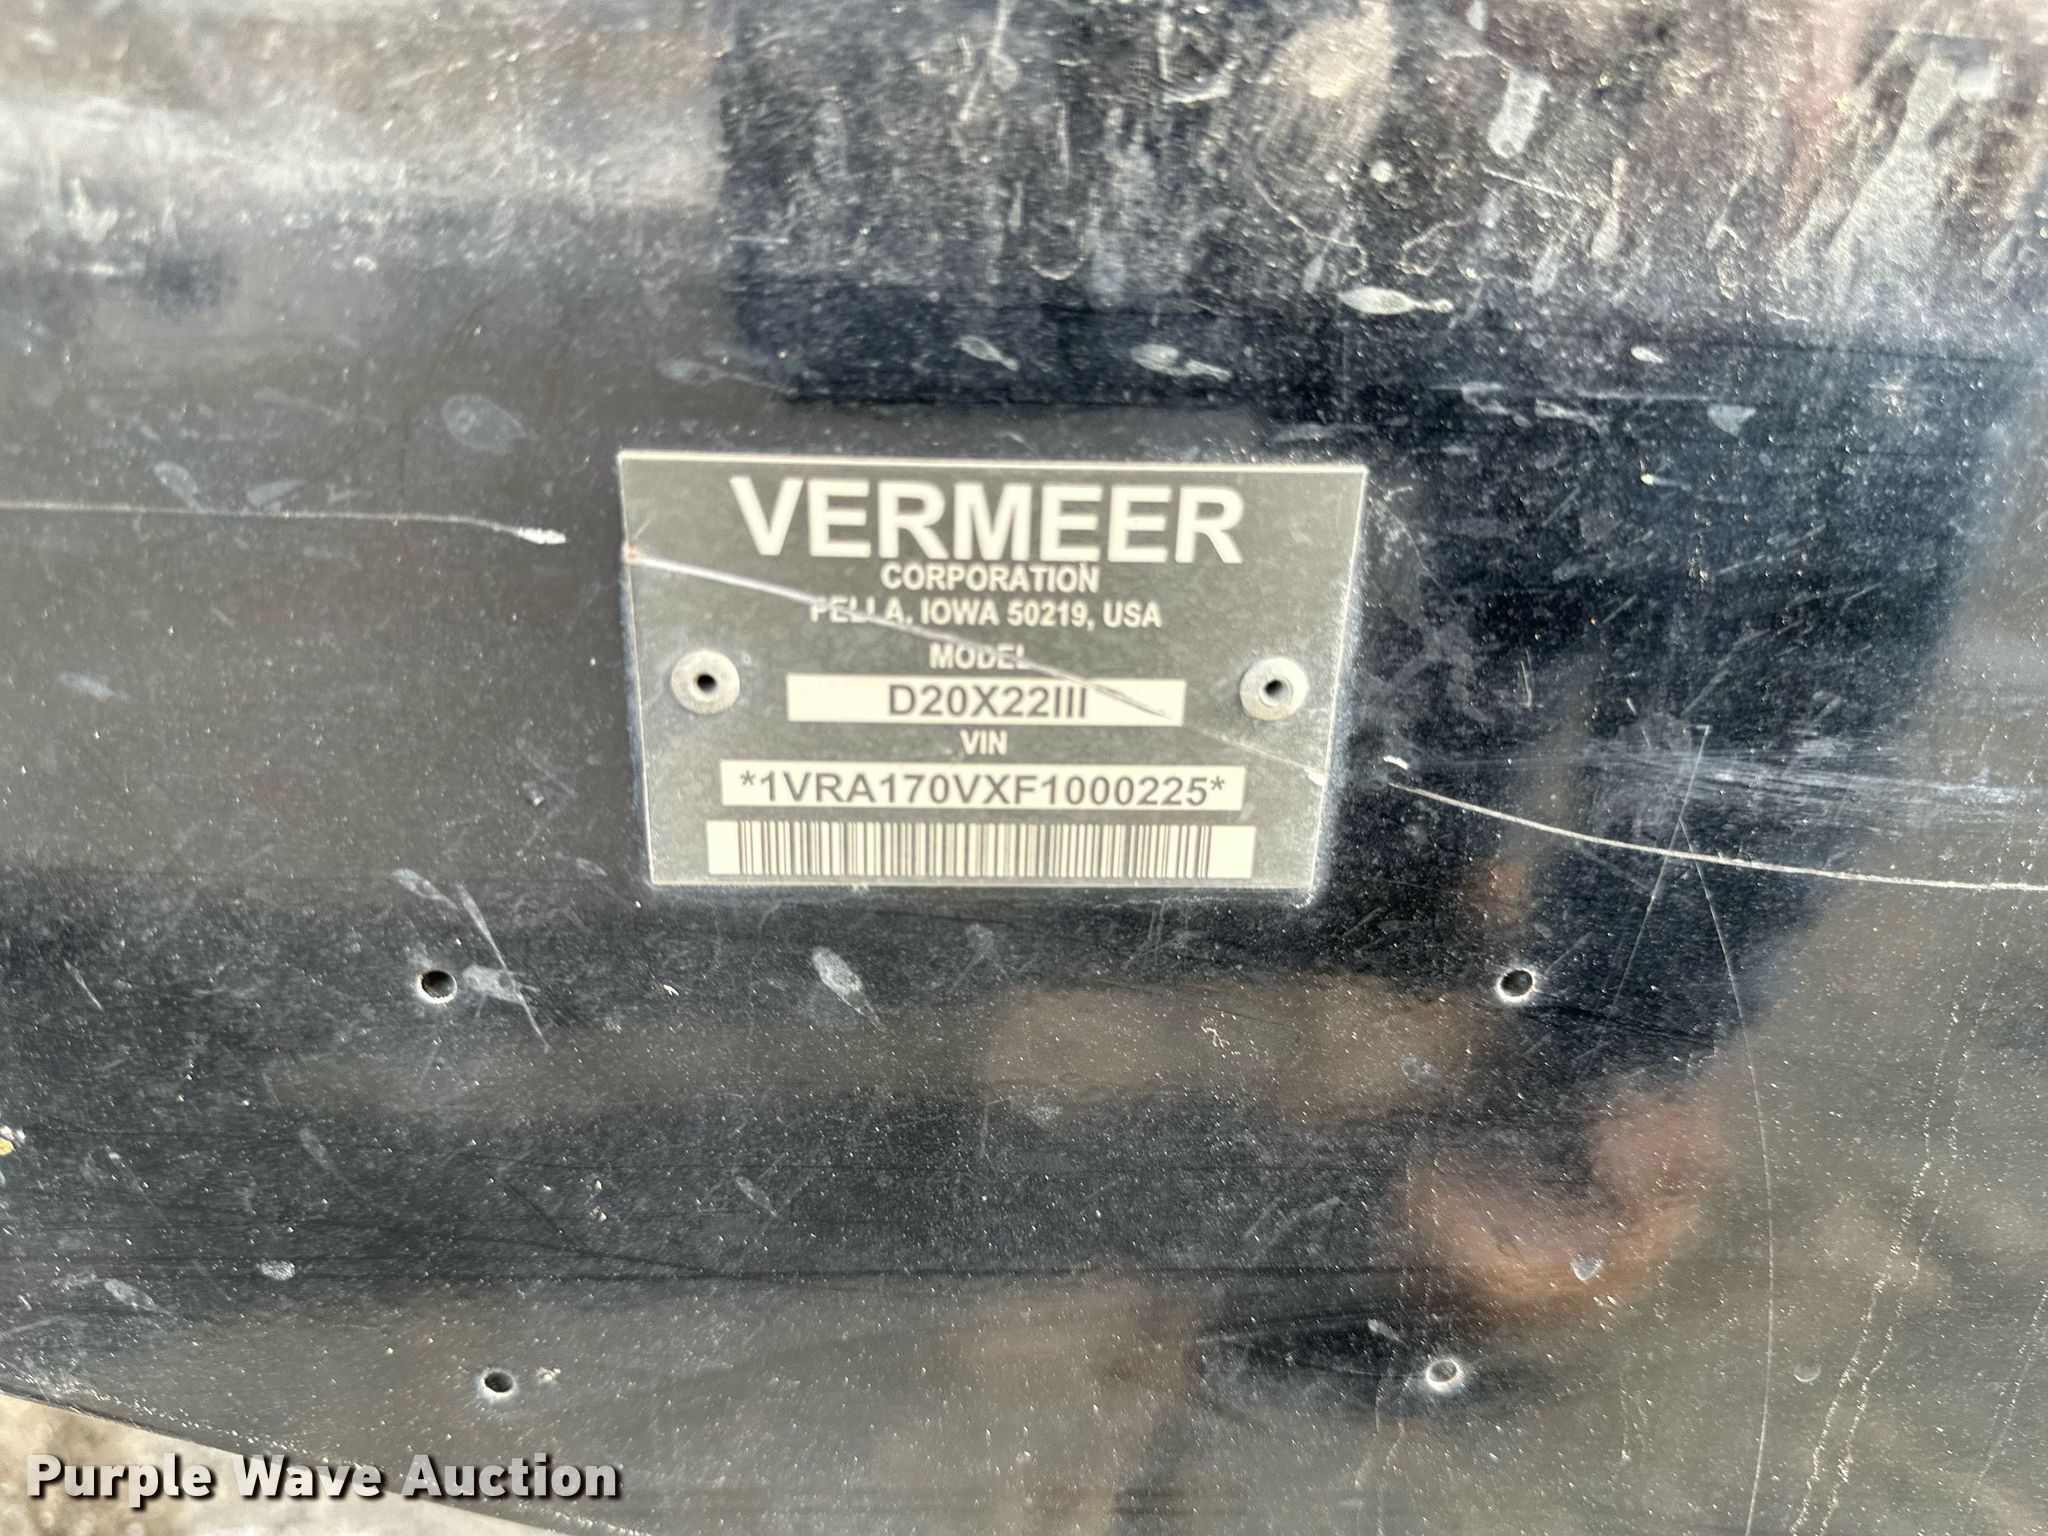 VERMEER
CORPORATION
PELLA, IOWA 50219, USA
MODEL
D20X22III
VIN
*1VRA170VXF1000225*
Purple Wave Auction